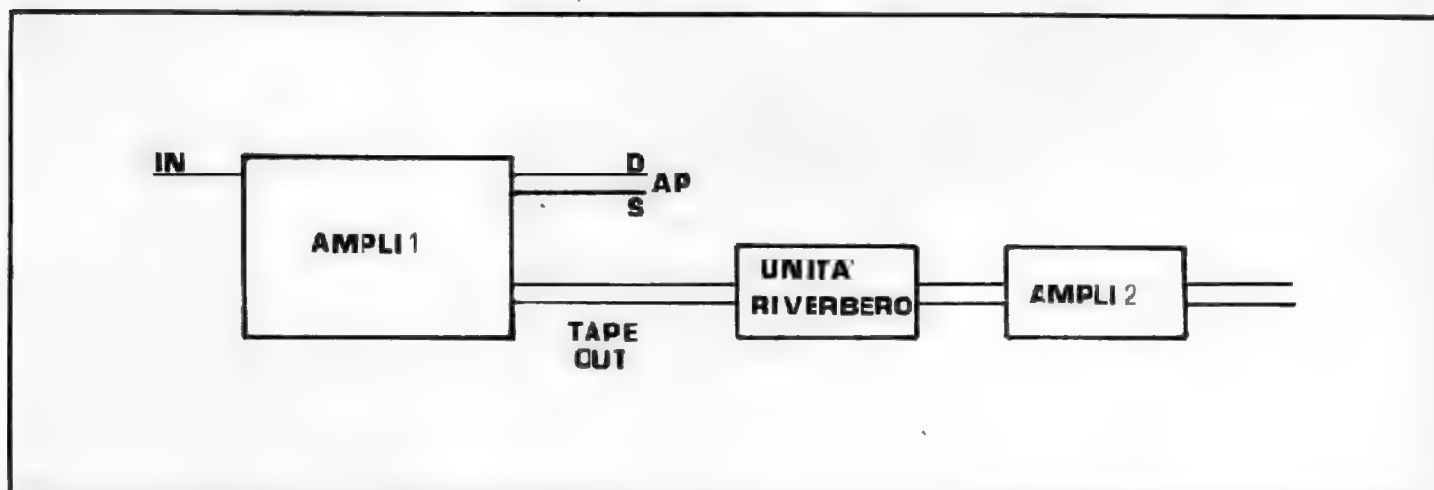 IN
D
AP
S
AMPLI 1
UNITA'
RIVERBERO
AMPLI 2
TAPE
OUT